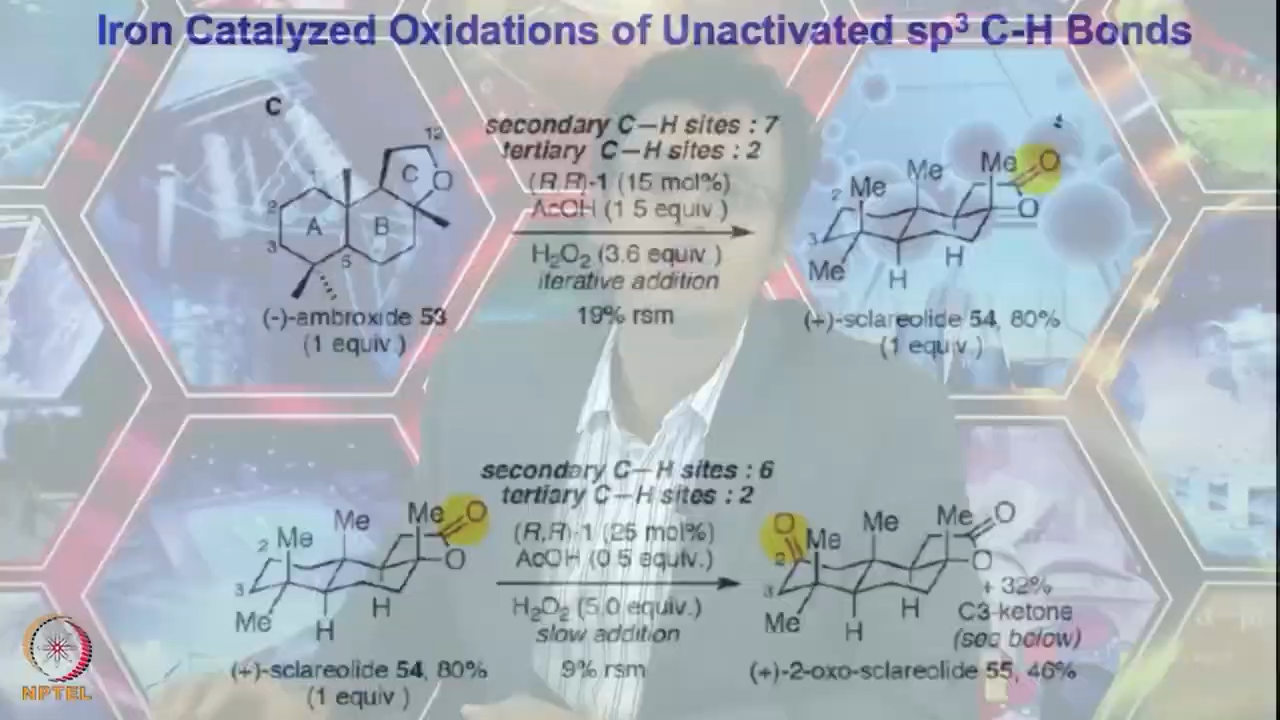 Iron Catalyzed Oxidations of Unactivated sp³ C-H Bonds
C
secondary C–H sites : 7
tertiary C–H sites : 2
(R,R)-1 (15 mol%)
AcOH (1 5 equiv )
H₂O₂ (3.6 equiv )
iterative addition
19% rsm
12
C
O
1
2
A
B
3
5
(-)-ambroxide 53
(1 equiv )
Me
Me
O
2
Me
O
3
Me
H
H
(+)-sclareolide 54, 80%
(1 equiv )
secondary C–H sites : 6
tertiary C–H sites : 2
(R,R)-1 (25 mol%)
AcOH (0 5 equiv.)
H₂O₂ (5.0 equiv.)
slow addition
9% rsm
Me
Me
O
2
Me
O
3
Me
H
H
(+)-sclareolide 54, 80%
(1 equiv )
O
Me
Me
Me
O
2
O
3
Me
H
H
+ 32%
C3-ketone
(see below)
(+)-2-oxo-sclareolide 55, 46%
NPTEL